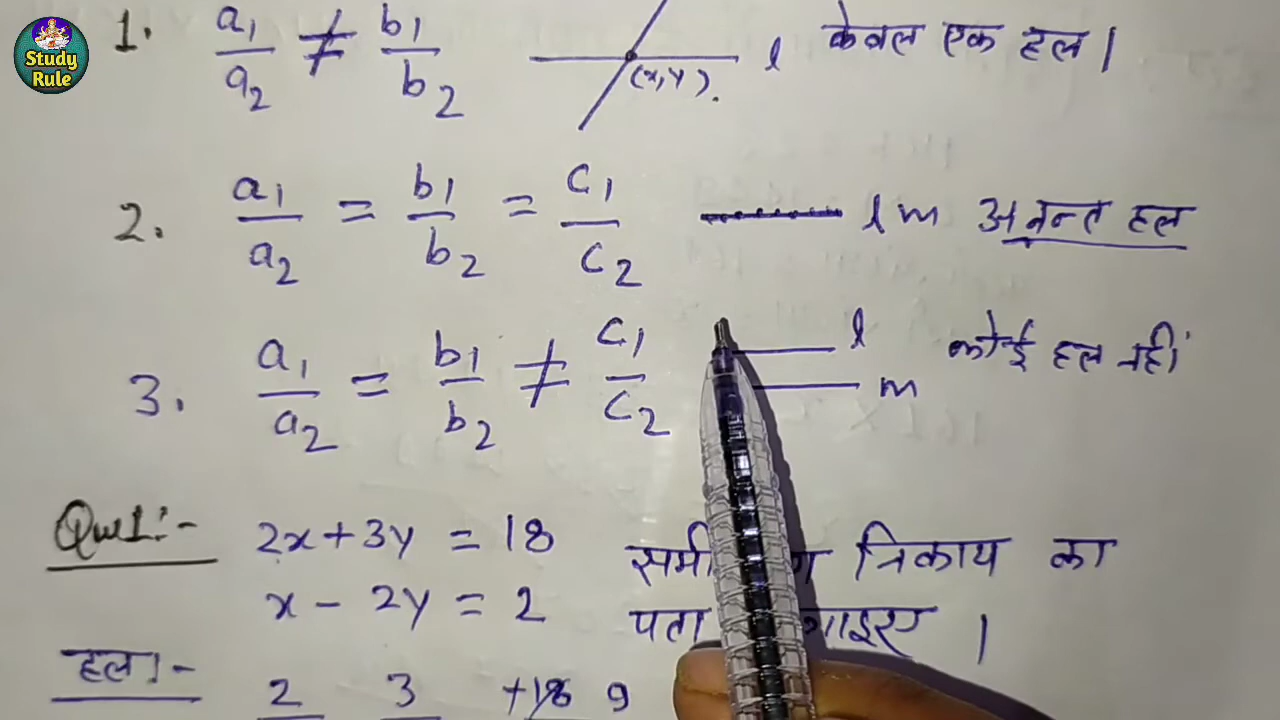 Study
Rule
1. a1/a2 ≠ b1/b2 (x,y). l केवल एक हल।
2. a1/a2 = b1/b2 = c1/c2 l m अनन्त हल
3. a1/a2 = b1/b2 ≠ c1/c2 l m कोई हल नहीं
Qus1:- 2x+3y = 18
x - 2y = 2
त्रिकाय का
पता
हल:-
2 3 +18 9